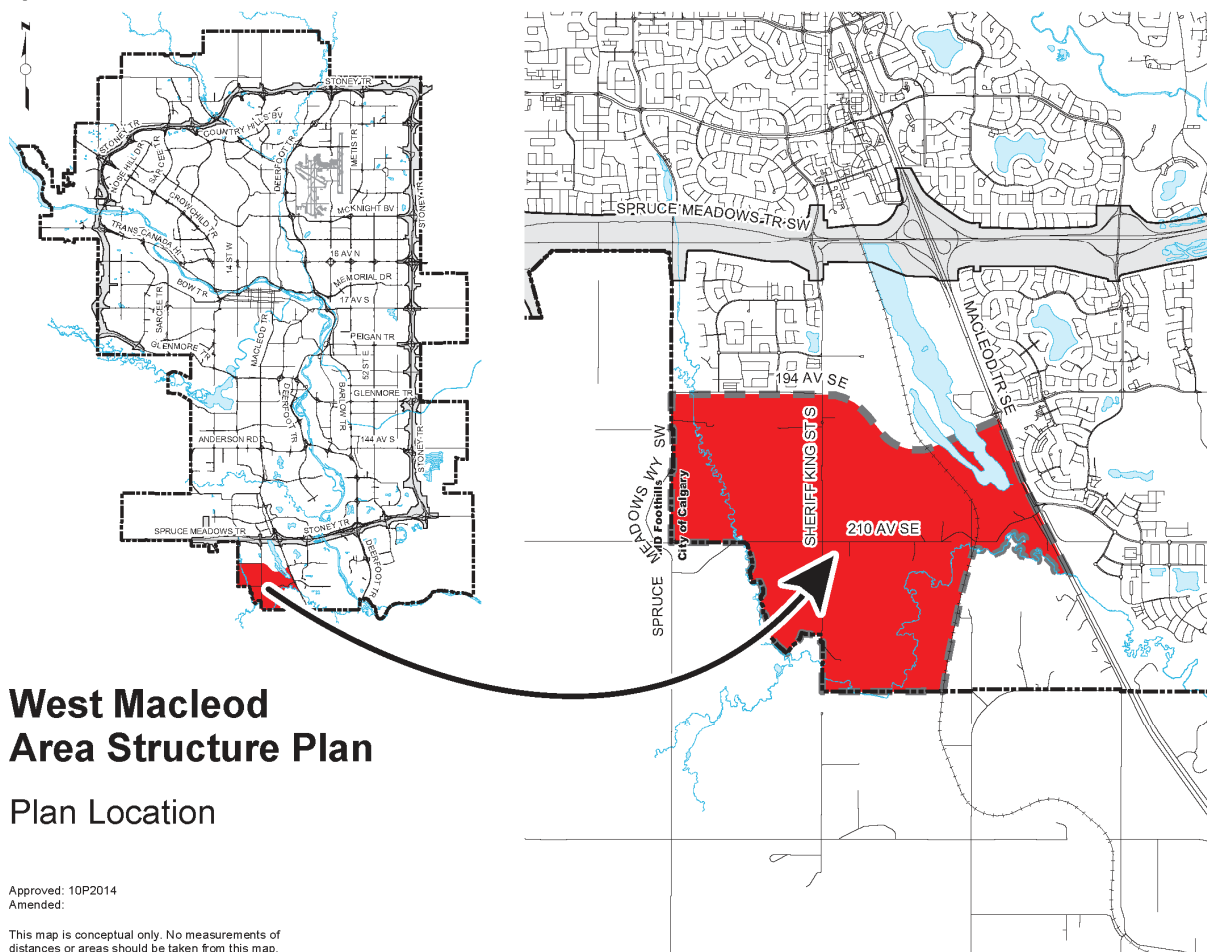 N
STONEY TR
COUNTRY HILLS BV
STONEY TR
NOSE HILL DR
SARCEE TR
DEERFOOT TR
METIS TR
CROWCHILD TR
MCKNIGHT BV
STONEY TR
TRANS CANADA HI
14 ST W
16 AV N
MEMORIAL DR
BOW TR
17 AV S
SARCEE TR
MACLEOD TR
PEIGAN TR
GLENMORE TR
52 ST E
DEERFOOT TR
BARLOW TR
GLENMORE TR
ANDERSON RD
144 AV S
STONEY TR
SPRUCE MEADOWS TR
STONEY TR
DEERFOOT TR
SPRUCE MEADOWS TR SW
MACLEOD TR SE
194 AV SE
SHERIFF KING ST S
210 AV SE
SPRUCE MEADOWS WY SW
MD Foothills
City of Calgary
West Macleod
Area Structure Plan
Plan Location
Approved: 10P2014
Amended:
This map is conceptual only. No measurements of
distances or areas should be taken from this map.